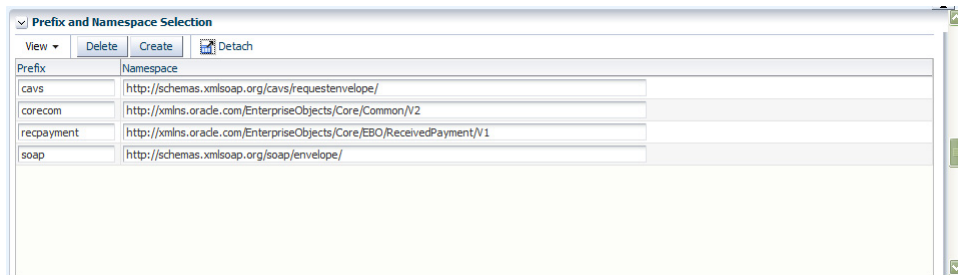 Prefix and Namespace Selection
View Delete Create Detach
Prefix Namespace
cavs http://schemas.xmlsoap.org/cavs/requestenvelope/
corecom http://xmlns.oracle.com/EnterpriseObjects/Core/Common/V2
recpayment http://xmlns.oracle.com/EnterpriseObjects/Core/EBO/ReceivedPayment/V1
soap http://schemas.xmlsoap.org/soap/envelope/